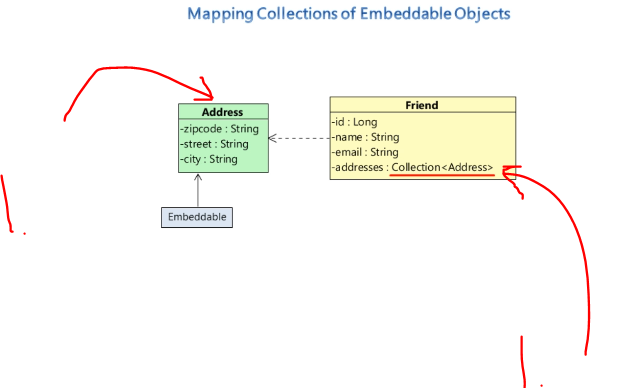 Mapping Collections of Embeddable Objects
Address
-zipcode : String
-street : String
-city : String
Friend
-id : Long
-name : String
-email : String
-addresses : Collection<Address>
Embeddable